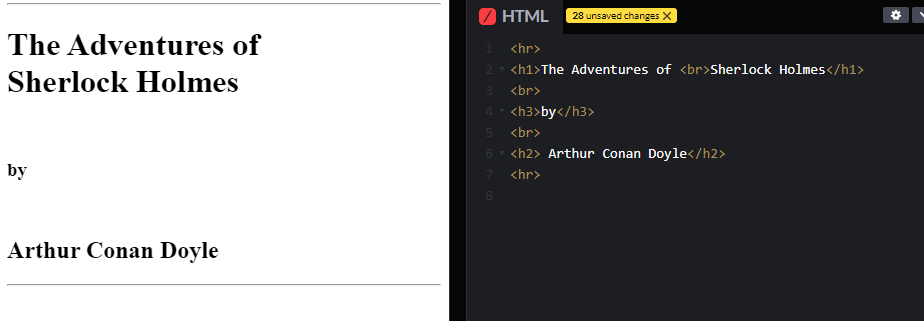 The Adventures of
Sherlock Holmes
by
Arthur Conan Doyle
HTML
28 unsaved changes X
1 <hr>
2 <h1>The Adventures of <br>Sherlock Holmes</h1>
3 <br>
4 <h3>by</h3>
5 <br>
6 <h2> Arthur Conan Doyle</h2>
7 <hr>
8